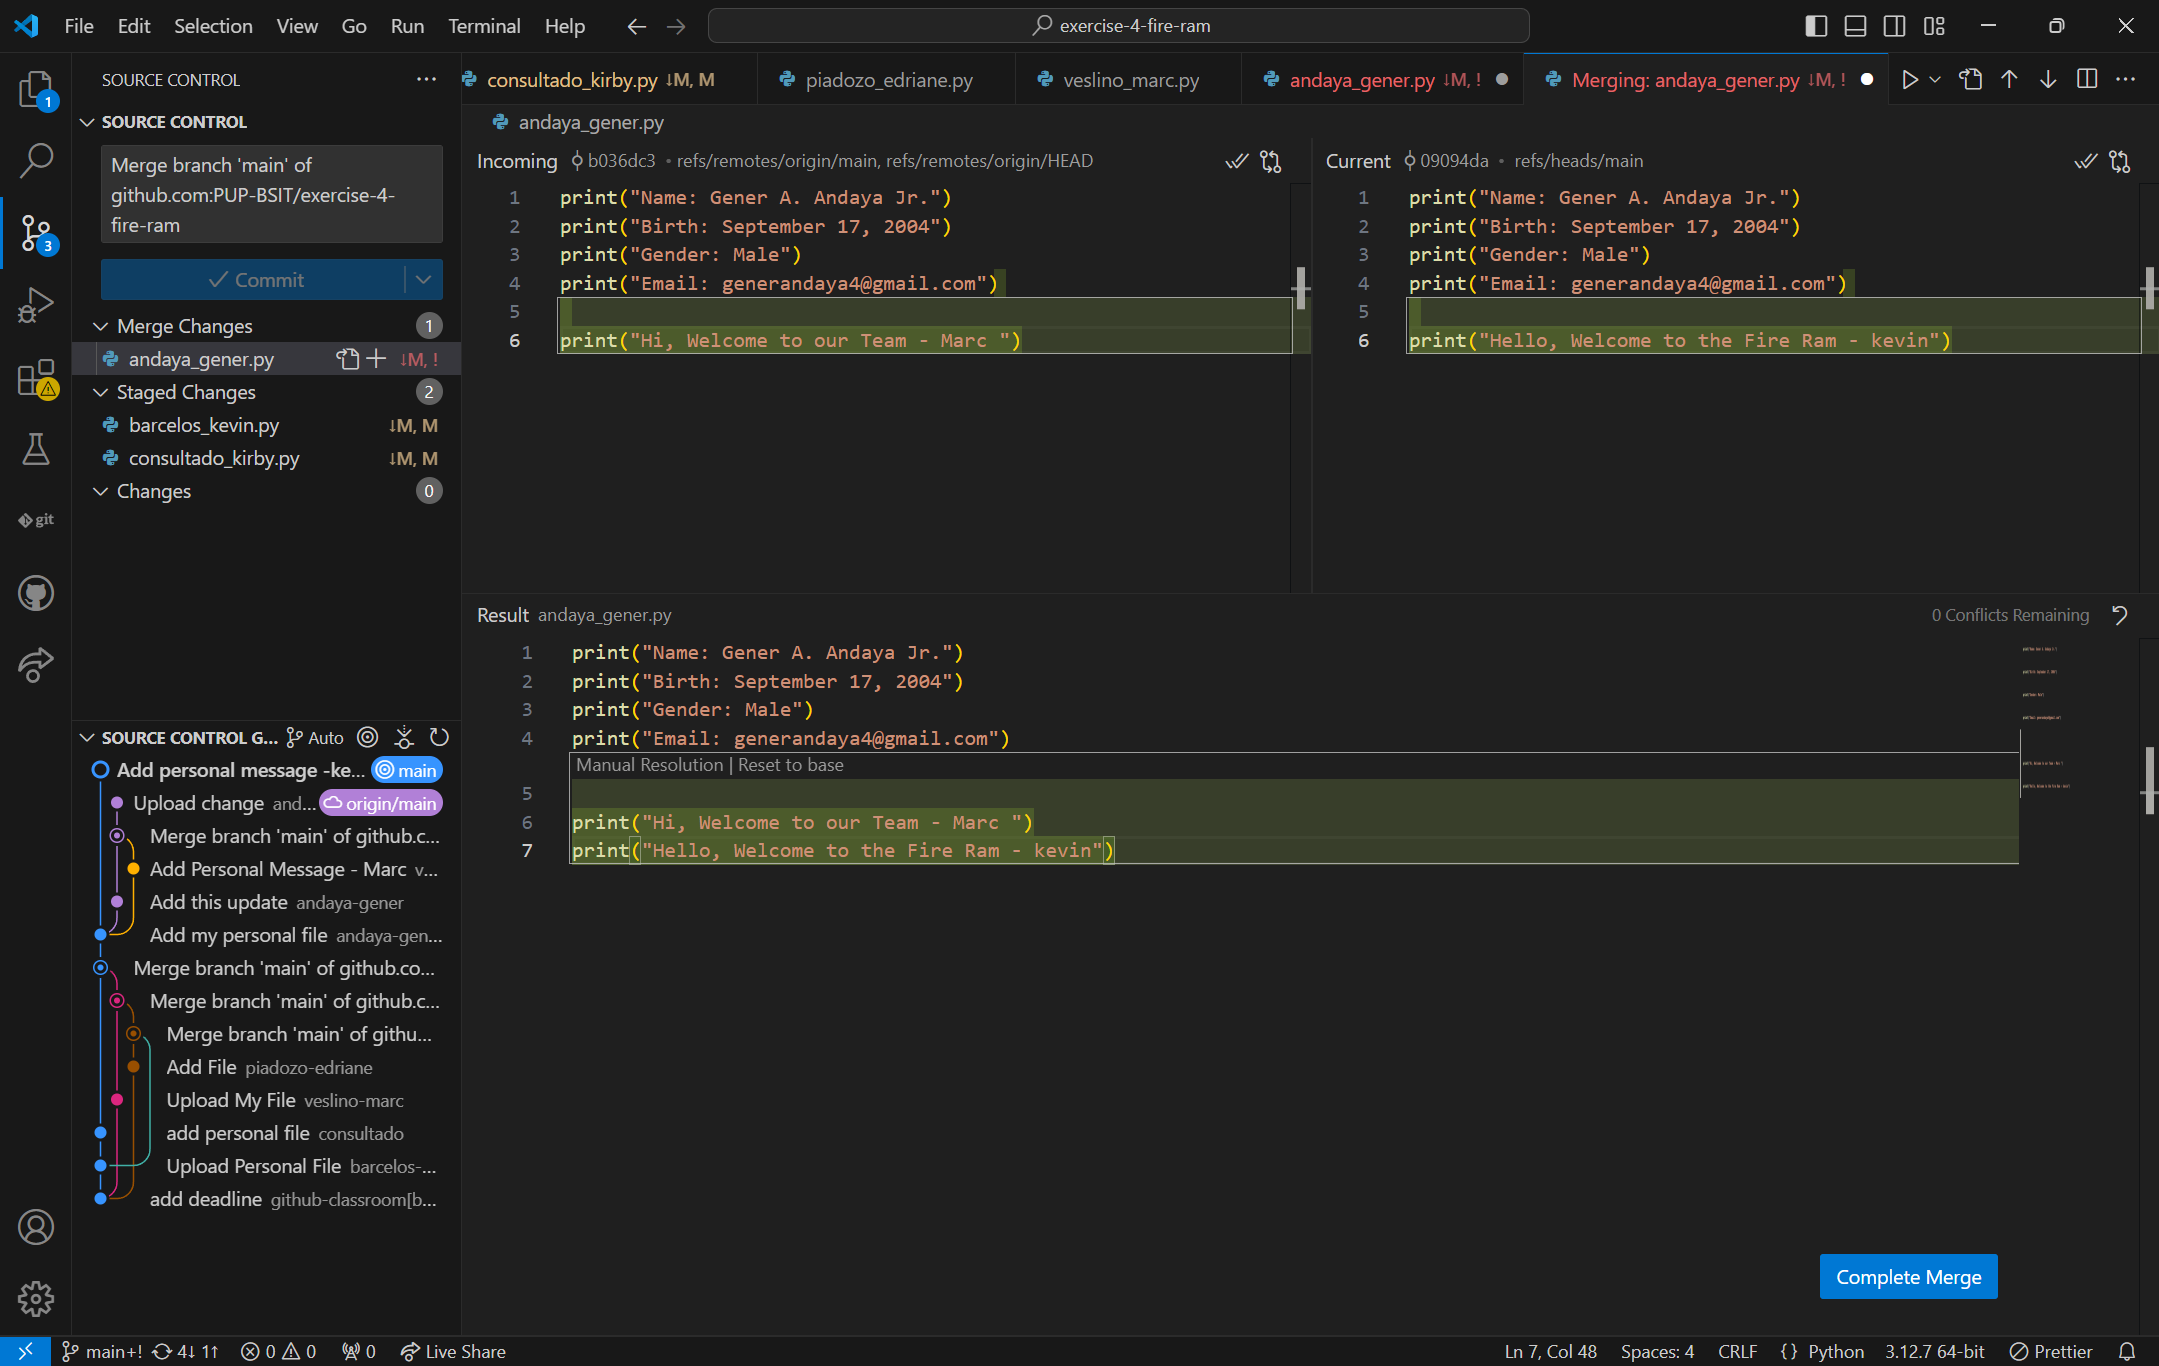 File Edit Selection View Go Run Terminal Help
exercise-4-fire-ram
SOURCE CONTROL
consultado_kirby.py ↓M, M
piadozo_edriane.py
veslino_marc.py
andaya_gener.py ↓M, !
Merging: andaya_gener.py ↓M, !
1
SOURCE CONTROL
Merge branch 'main' of
github.com:PUP-BSIT/exercise-4-
fire-ram
3
Commit
Merge Changes 1
andaya_gener.py ↓M, !
Staged Changes 2
barcelos_kevin.py ↓M, M
consultado_kirby.py ↓M, M
Changes 0
git
andaya_gener.py
Incoming b036dc3 • refs/remotes/origin/main, refs/remotes/origin/HEAD
1 print("Name: Gener A. Andaya Jr.")
2 print("Birth: September 17, 2004")
3 print("Gender: Male")
4 print("Email: generandaya4@gmail.com")
5
6 print("Hi, Welcome to our Team - Marc ")
Current 09094da • refs/heads/main
1 print("Name: Gener A. Andaya Jr.")
2 print("Birth: September 17, 2004")
3 print("Gender: Male")
4 print("Email: generandaya4@gmail.com")
5
6 print("Hello, Welcome to the Fire Ram - kevin")
Result andaya_gener.py
0 Conflicts Remaining
1 print("Name: Gener A. Andaya Jr.")
2 print("Birth: September 17, 2004")
3 print("Gender: Male")
4 print("Email: generandaya4@gmail.com")
Manual Resolution | Reset to base
5
6 print("Hi, Welcome to our Team - Marc ")
7 print("Hello, Welcome to the Fire Ram - kevin")
SOURCE CONTROL G... Auto
Add personal message -ke... main
Upload change and... origin/main
Merge branch 'main' of github.c...
Add Personal Message - Marc v...
Add this update andaya-gener
Add my personal file andaya-gen...
Merge branch 'main' of github.co...
Merge branch 'main' of github.c...
Merge branch 'main' of githu...
Add File piadozo-edriane
Upload My File veslino-marc
add personal file consultado
Upload Personal File barcelos-...
add deadline github-classroom[b...
Complete Merge
main+! 4↓ 1↑ 0 0 0 Live Share
Ln 7, Col 48 Spaces: 4 CRLF {} Python 3.12.7 64-bit Prettier